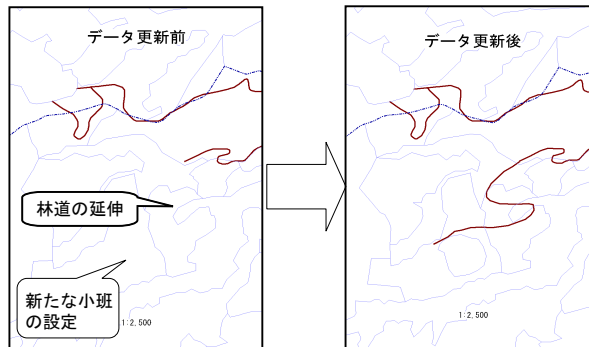 データ更新前
林道の延伸
新たな小班
の設定
1:2,500
データ更新後
1:2,500